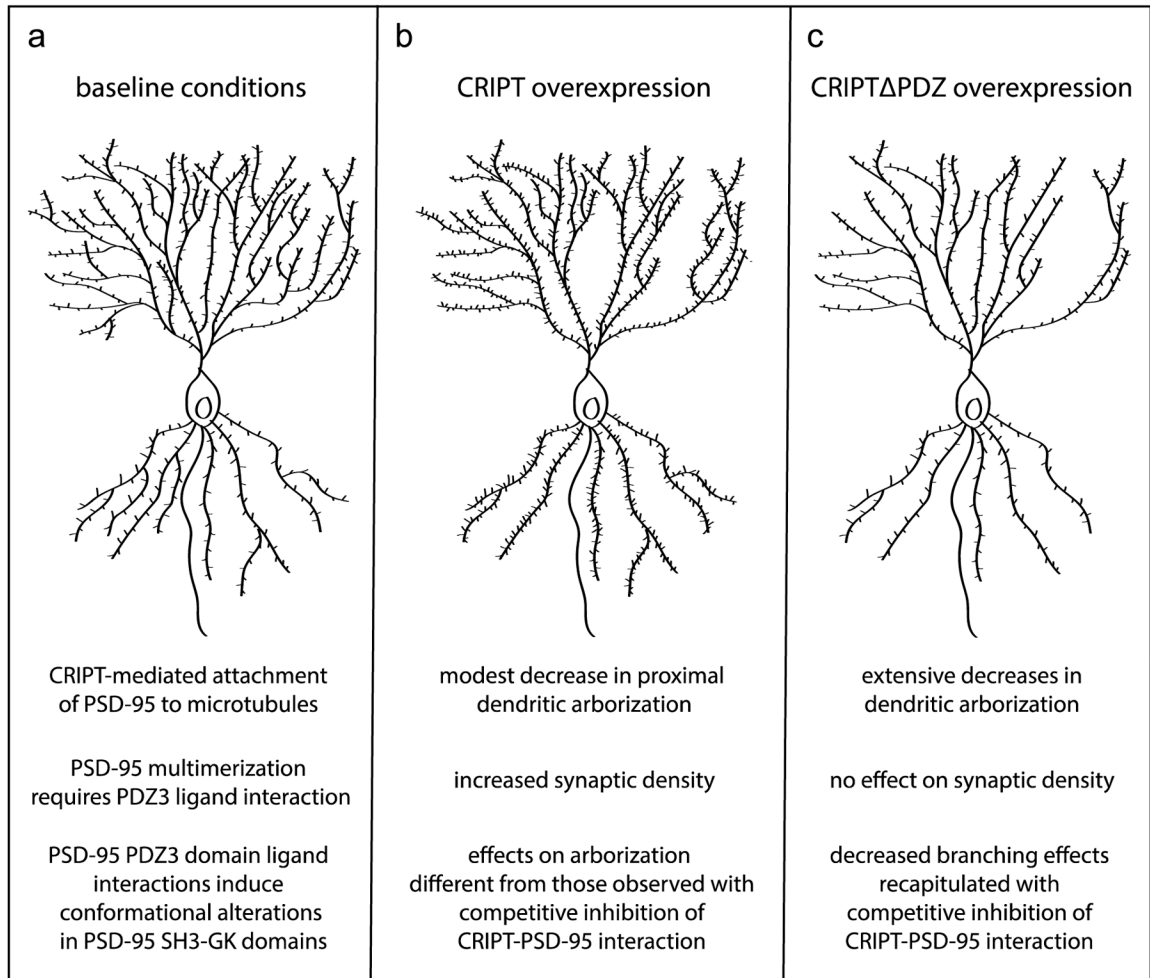 a
baseline conditions
CRIPT-mediated attachment
of PSD-95 to microtubules
PSD-95 multimerization
requires PDZ3 ligand interaction
PSD-95 PDZ3 domain ligand
interactions induce
conformational alterations
in PSD-95 SH3-GK domains
b
CRIPT overexpression
modest decrease in proximal
dendritic arborization
increased synaptic density
effects on arborization
different from those observed with
competitive inhibition of
CRIPT-PSD-95 interaction
c
CRIPTΔPDZ overexpression
extensive decreases in
dendritic arborization
no effect on synaptic density
decreased branching effects
recapitulated with
competitive inhibition of
CRIPT-PSD-95 interaction